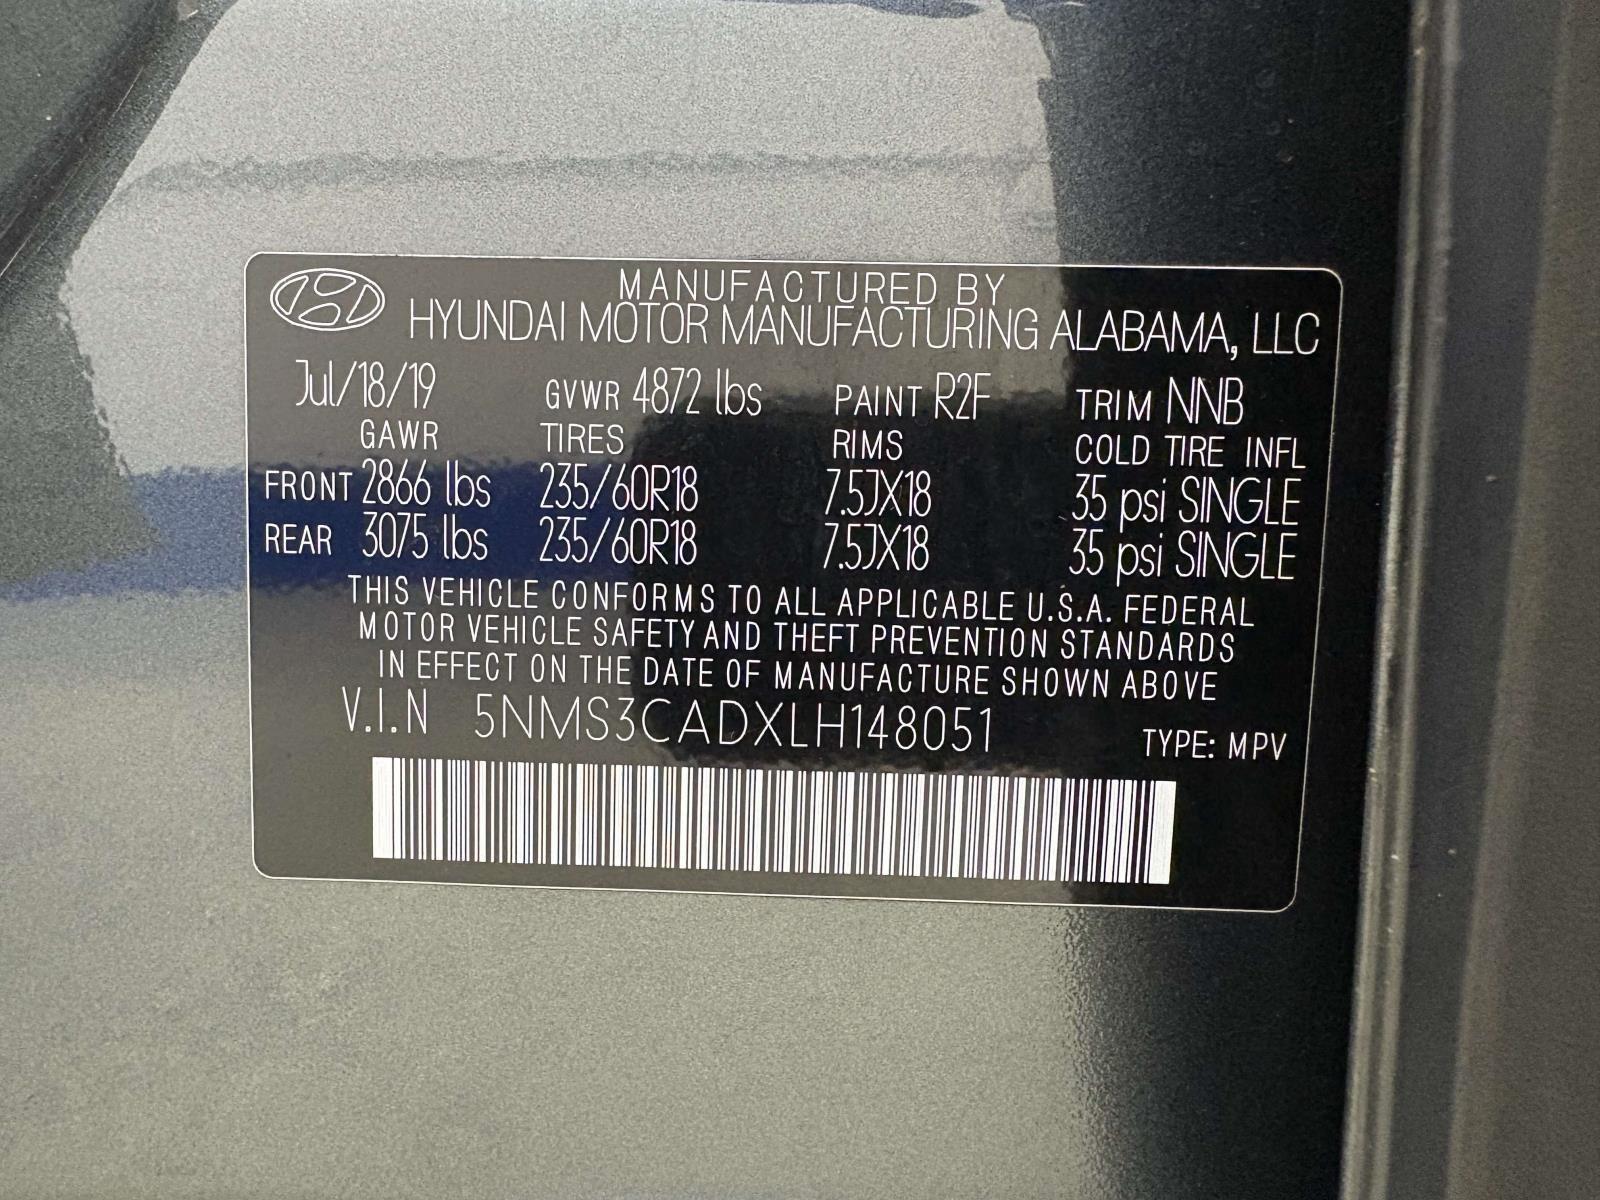 MANUFACTURED BY
HYUNDAI MOTOR MANUFACTURING ALABAMA, LLC
Jul/18/19 GVWR 4872 lbs PAINT R2F TRIM NNB
GAWR TIRES RIMS COLD TIRE INFL
FRONT 2866 lbs 235/60R18 7.5JX18 35 psi SINGLE
REAR 3075 lbs 235/60R18 7.5JX18 35 psi SINGLE
THIS VEHICLE CONFORMS TO ALL APPLICABLE U.S.A. FEDERAL
MOTOR VEHICLE SAFETY AND THEFT PREVENTION STANDARDS
IN EFFECT ON THE DATE OF MANUFACTURE SHOWN ABOVE
V.I.N 5NMS3CADXLH148051 TYPE: MPV